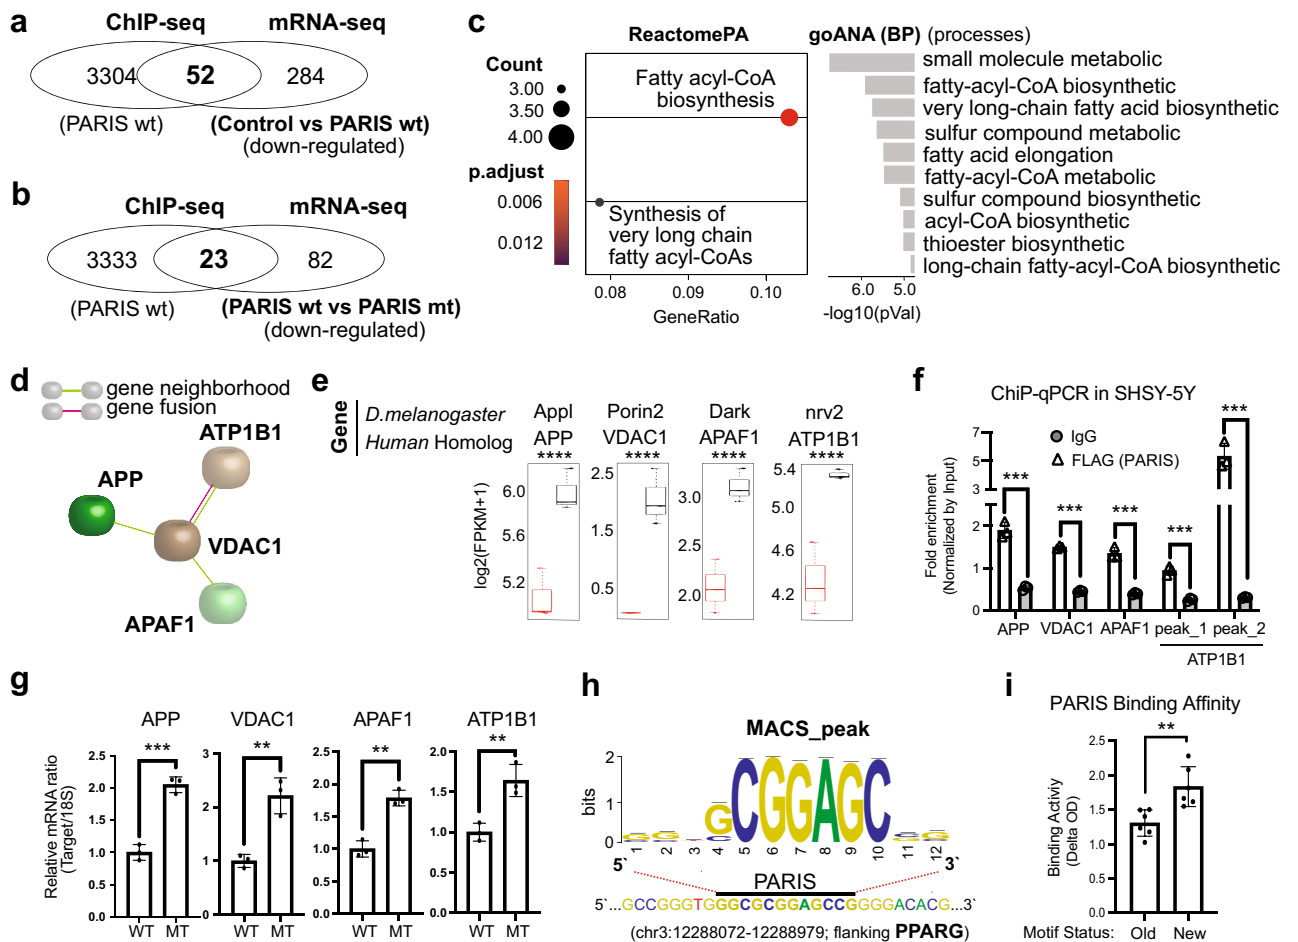 a
ChIP-seq
mRNA-seq
3304
52
284
(PARIS wt)
(Control vs PARIS wt)
(down-regulated)
b
ChIP-seq
mRNA-seq
3333
23
82
(PARIS wt)
(PARIS wt vs PARIS mt)
(down-regulated)
c
ReactomePA
Count
3.00
3.50
4.00
p.adjust
0.006
0.012
Fatty acyl-CoA
biosynthesis
Synthesis of
very long chain
fatty acyl-CoAs
0.08
0.09
0.10
GeneRatio
goANA (BP) (processes)
small molecule metabolic
fatty-acyl-CoA biosynthetic
very long-chain fatty acid biosynthetic
sulfur compound metabolic
fatty acid elongation
fatty-acyl-CoA metabolic
sulfur compound biosynthetic
acyl-CoA biosynthetic
thioester biosynthetic
long-chain fatty-acyl-CoA biosynthetic
6.0
5.0
-log10(pVal)
d
gene neighborhood
gene fusion
ATP1B1
APP
VDAC1
APAF1
e
Gene
D.melanogaster
Appl
Porin2
Dark
nrv2
Human Homolog
APP
VDAC1
APAF1
ATP1B1
****
****
****
****
log2(FPKM+1)
6.0
5.6
5.2
2.5
1.5
0.5
3.0
2.5
2.0
5.4
5.0
4.6
4.2
f
ChiP-qPCR in SHSY-5Y
IgG
FLAG (PARIS)
Fold enrichment
(Normalized by Input)
7
5
3
2
1
0
***
***
***
***
***
APP
VDAC1
APAF1
peak_1
peak_2
ATP1B1
g
Relative mRNA ratio
(Target/18S)
APP
***
2.5
2.0
1.5
1.0
0.5
0.0
WT
MT
VDAC1
**
3
2
1
0
WT
MT
APAF1
**
2.5
2.0
1.5
1.0
0.5
0.0
WT
MT
ATP1B1
**
2.0
1.5
1.0
0.5
0.0
WT
MT
h
MACS_peak
bits
2
1
0
GCGGAGC
1 2 3 4 5 6 7 8 9 10 11 12
5`
3`
PARIS
5`...GCCGGGTGGGCGCGGAGCCGGGGACACG...3`
(chr3:12288072-12288979; flanking PPARG)
i
PARIS Binding Affinity
**
Binding Activiy
(Delta OD)
2.5
2.0
1.5
1.0
0.5
0.0
Motif Status:
Old
New